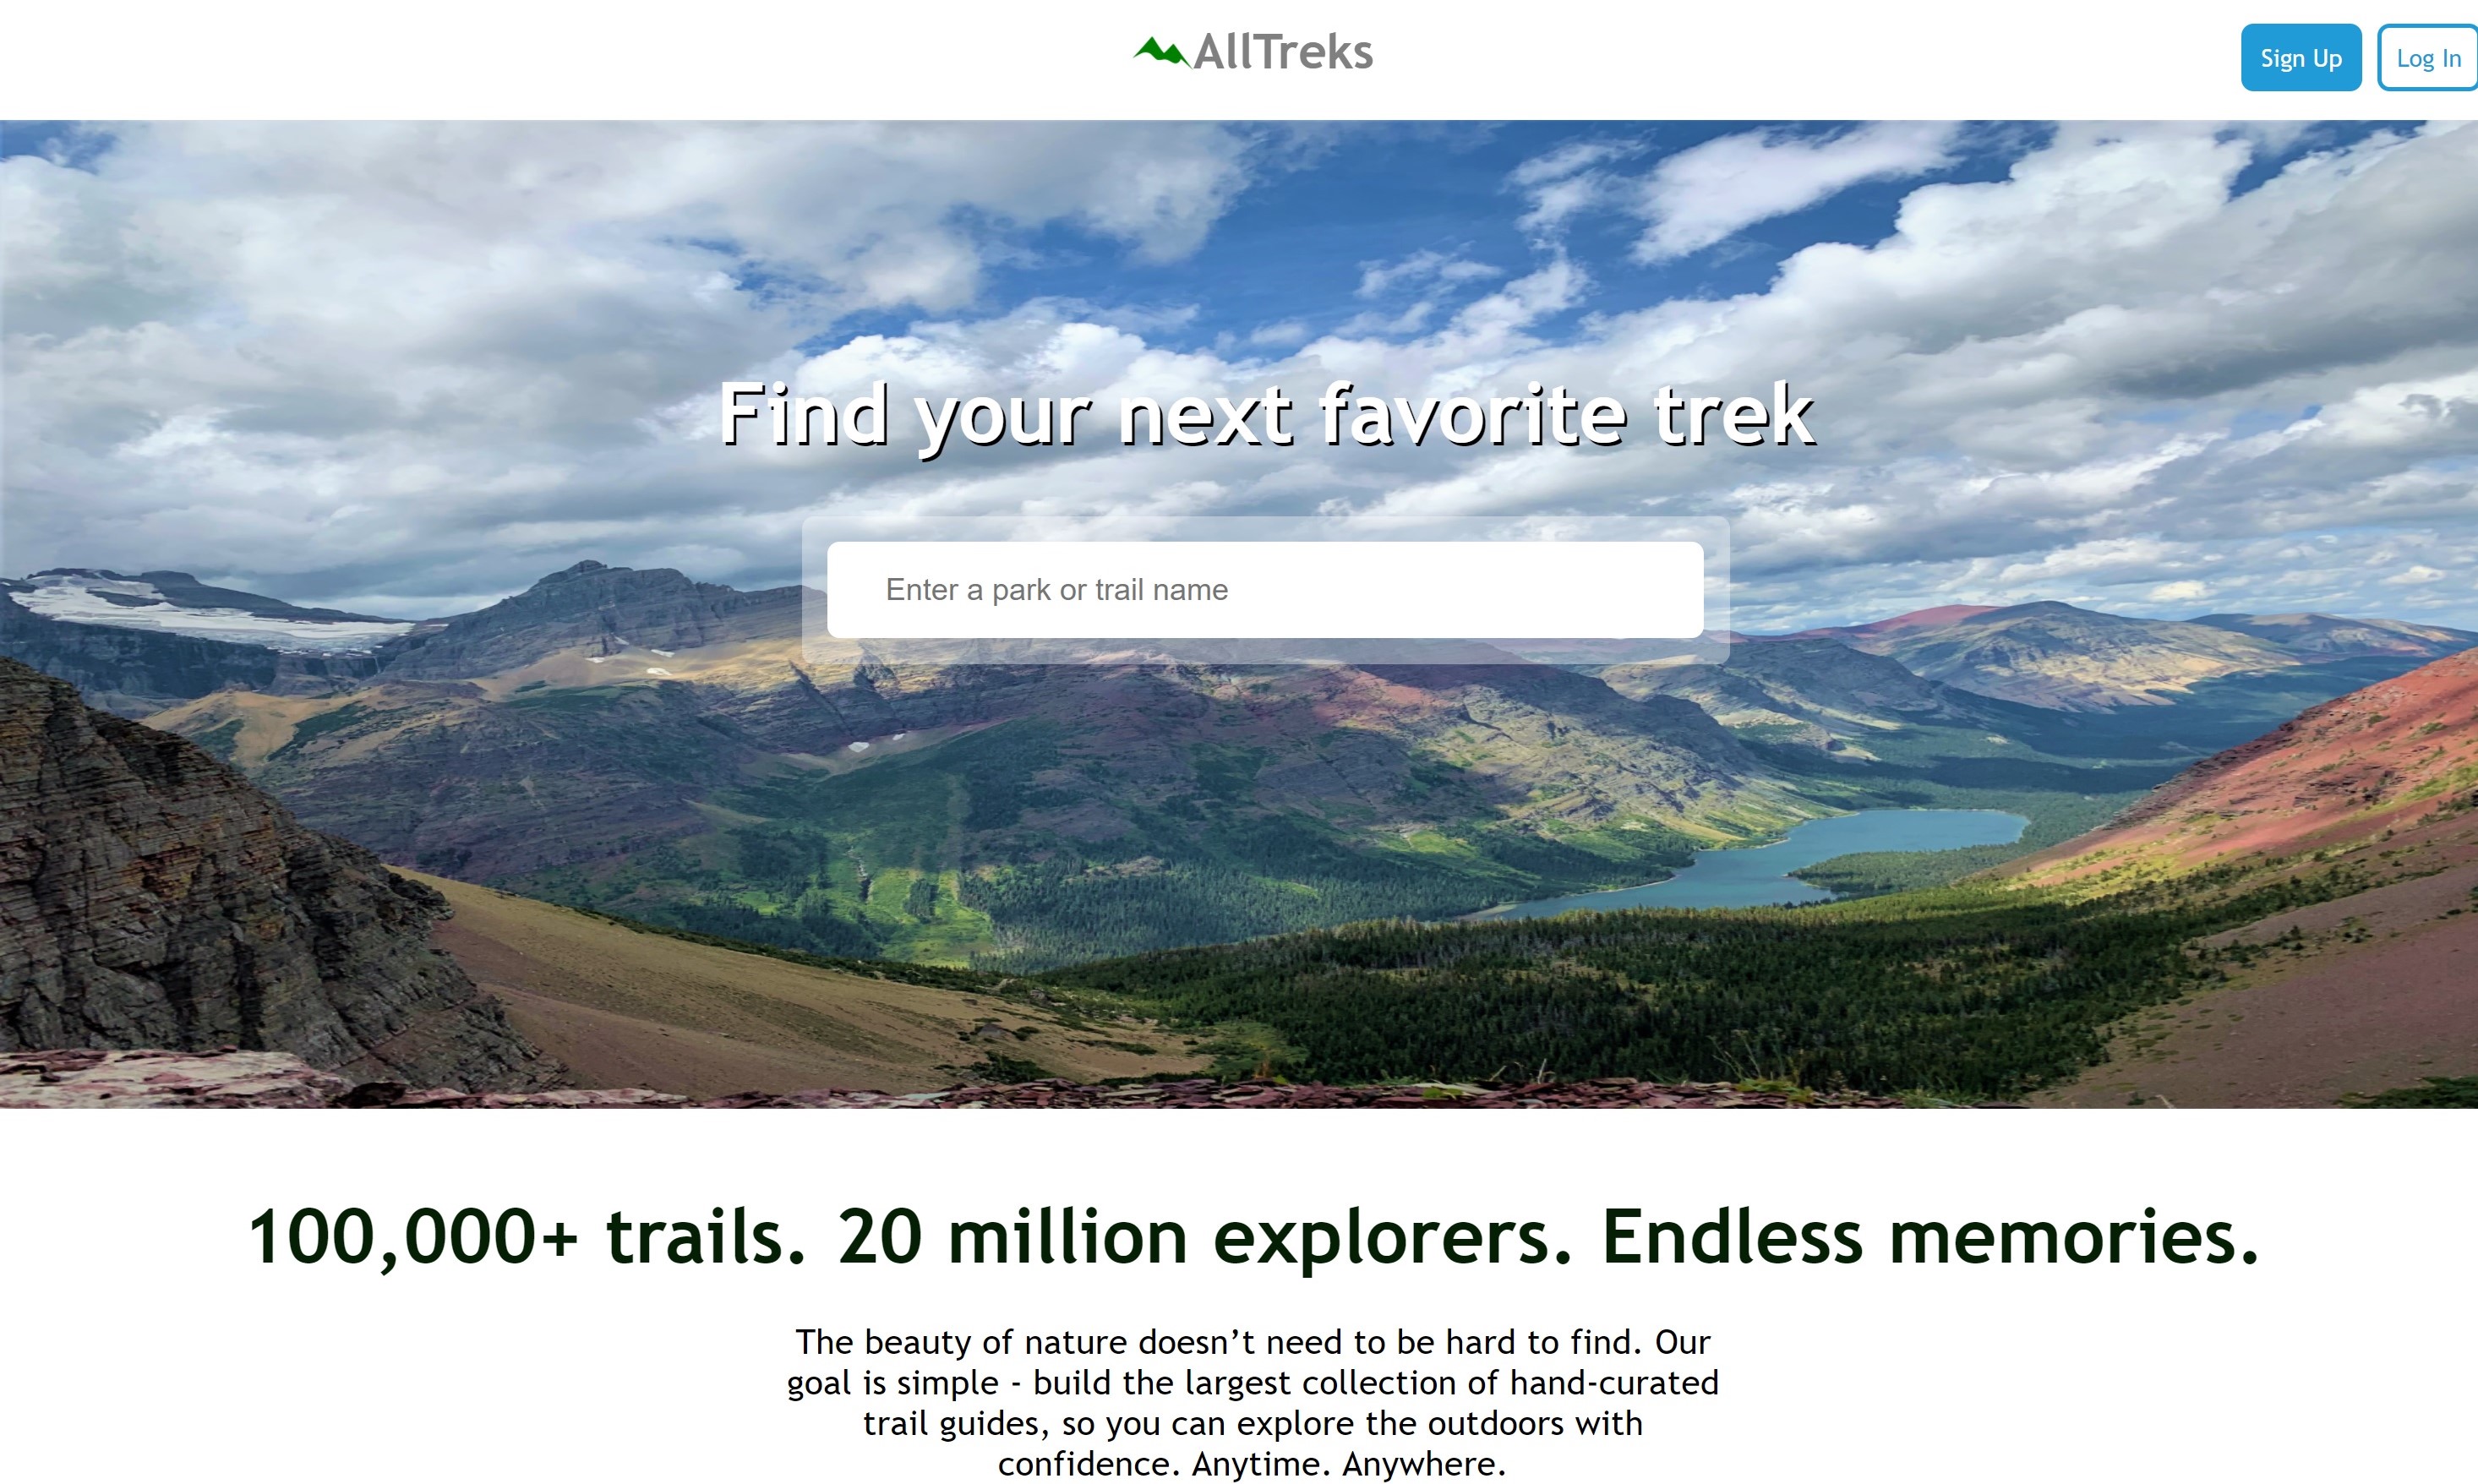 AllTreks
Sign Up
Log In
Find your next favorite trek
Enter a park or trail name
100,000+ trails. 20 million explorers. Endless memories.
The beauty of nature doesn’t need to be hard to find. Our
goal is simple - build the largest collection of hand-curated
trail guides, so you can explore the outdoors with
confidence. Anytime. Anywhere.